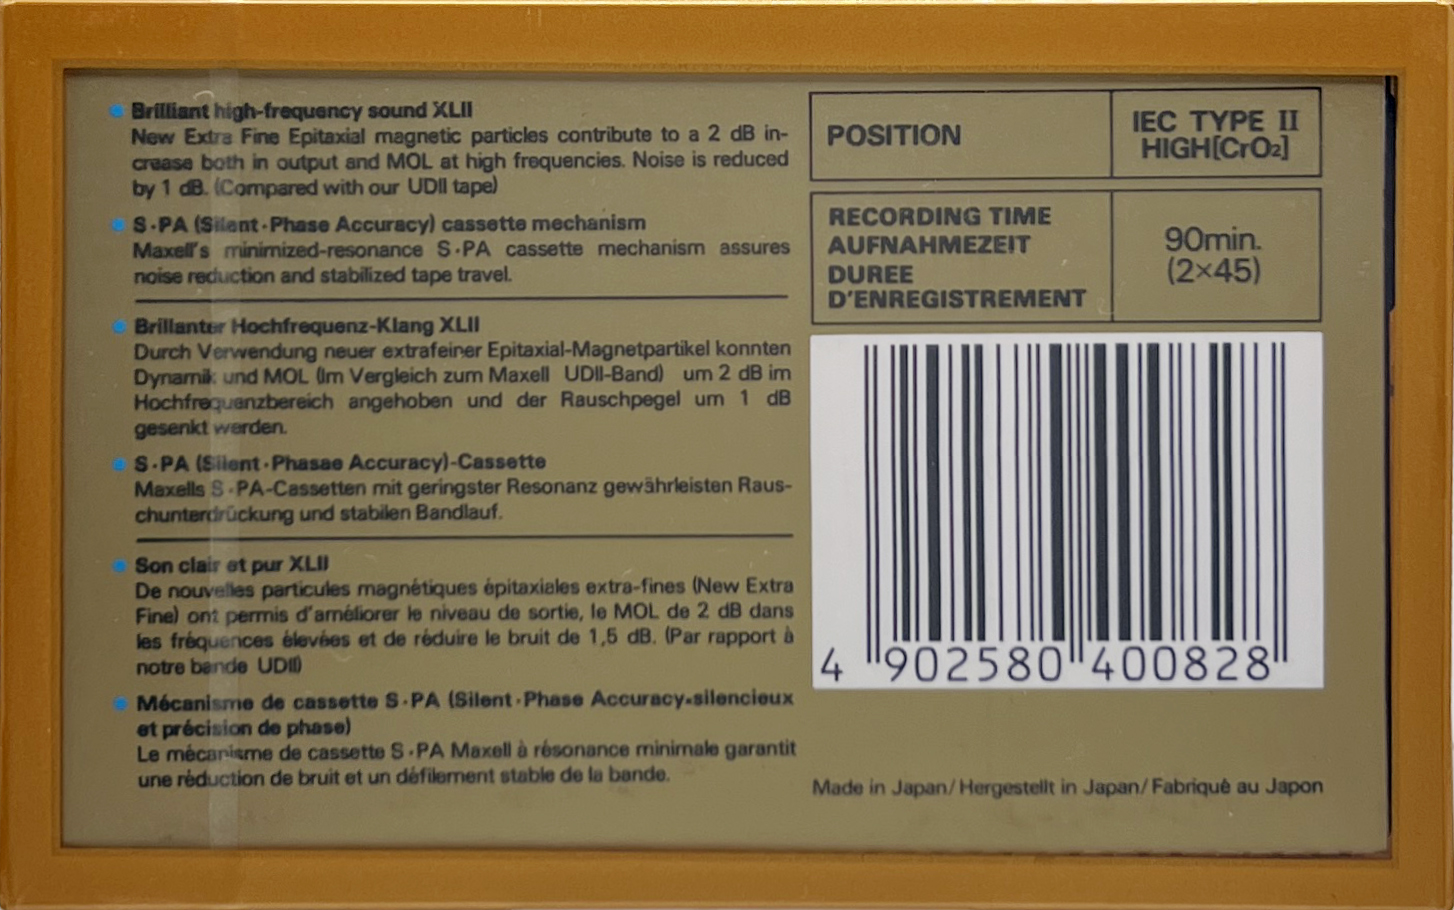 • Brilliant high-frequency sound XLII
New Extra Fine Epitaxial magnetic particles contribute to a 2 dB in-
crease both in output and MOL at high frequencies. Noise is reduced
by 1 dB. (Compared with our UDII tape)
• S·PA (Silent·Phase Accuracy) cassette mechanism
Maxell's minimized-resonance S·PA cassette mechanism assures
noise reduction and stabilized tape travel.
• Brillanter Hochfrequenz-Klang XLII
Durch Verwendung neuer extrafeiner Epitaxial-Magnetpartikel konnten
Dynamik und MOL (Im Vergleich zum Maxell UDII-Band) um 2 dB im
Hochfrequenzbereich angehoben und der Rauschpegel um 1 dB
gesenkt werden.
• S·PA (Silent·Phasae Accuracy)-Cassette
Maxells S·PA-Cassetten mit geringster Resonanz gewährleisten Raus-
chunterdrückung und stabilen Bandlauf.
• Son clair et pur XLII
De nouvelles particules magnétiques épitaxiales extra-fines (New Extra
Fine) ont permis d'améliorer le niveau de sortie, le MOL de 2 dB dans
les fréquences élevées et de réduire le bruit de 1,5 dB. (Par rapport à
notre bande UDII)
• Mécanisme de cassette S·PA (Silent·Phase Accuracy-silencieux
et précision de phase)
Le mécanisme de cassette S·PA Maxell à résonance minimale garantit
une réduction de bruit et un défilement stable de la bande.
POSITION
IEC TYPE II
HIGH[CrO₂]
RECORDING TIME
AUFNAHMEZEIT
DUREE
D'ENREGISTREMENT
90min.
(2×45)
4 902580 400828
Made in Japan/Hergestellt in Japan/Fabriqué au Japon